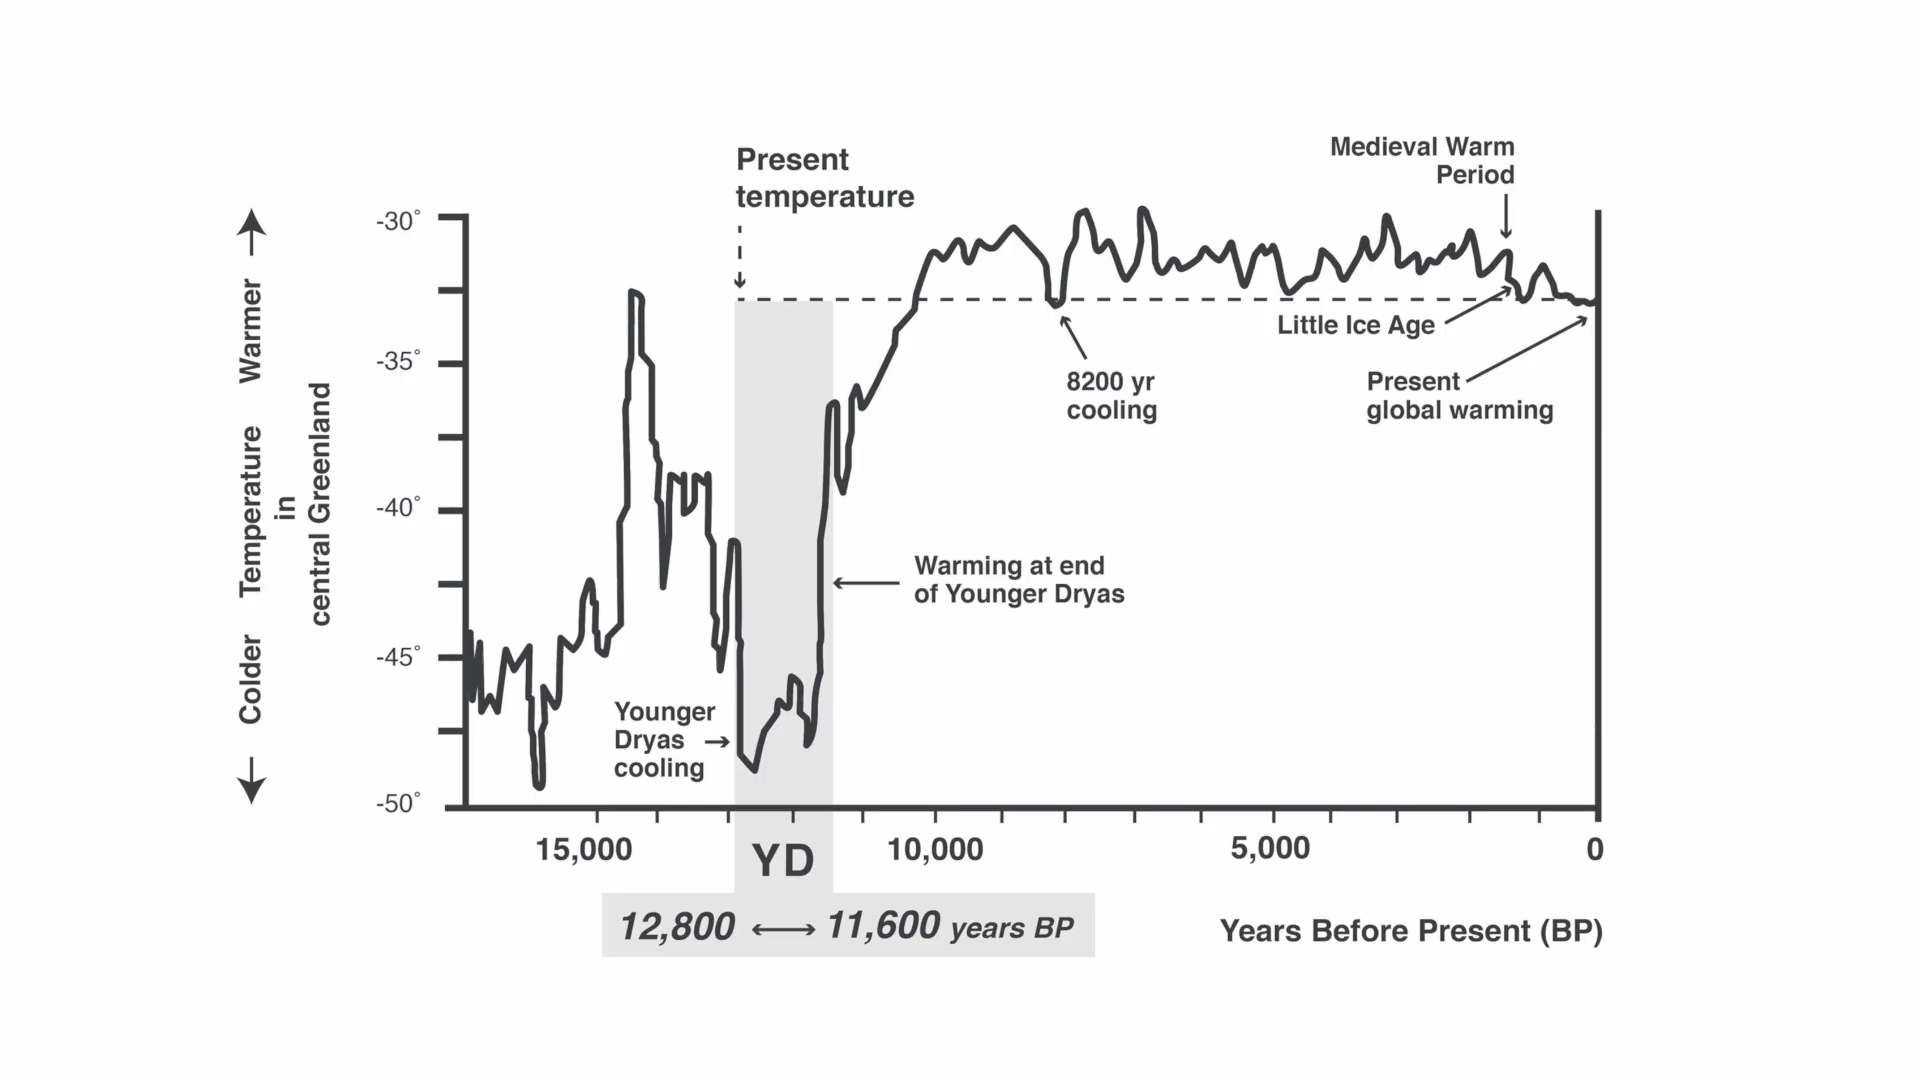 Medieval Warm
Period
Present
temperature
-30°
-35°
-40°
-45°
-50°
Colder Temperature Warmer
in
central Greenland
Little Ice Age
8200 yr
cooling
Present
global warming
Warming at end
of Younger Dryas
Younger
Dryas
cooling
15,000
YD
10,000
5,000
0
12,800 ⟷ 11,600 years BP
Years Before Present (BP)